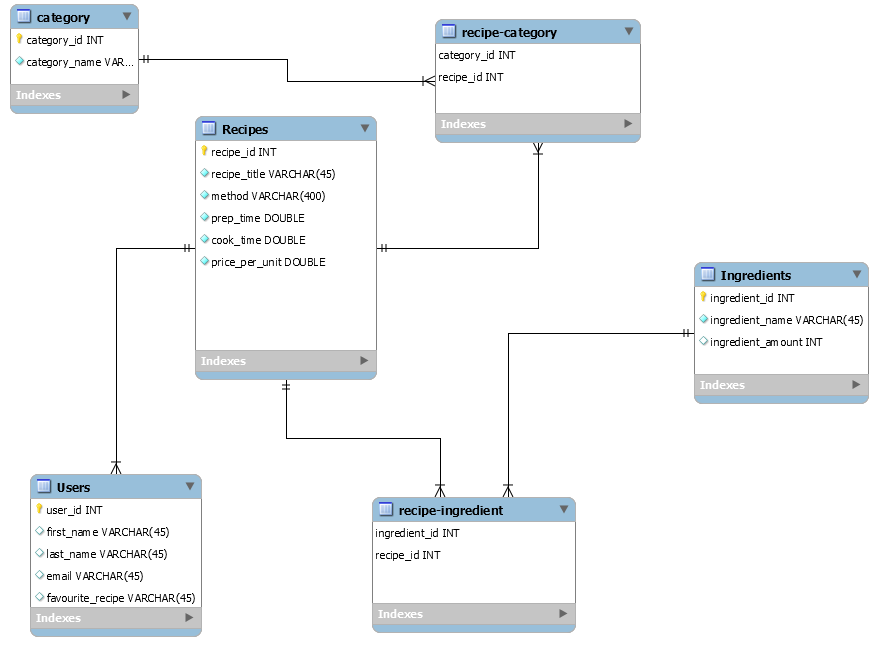 category
category_id INT
category_name VAR...
Indexes
recipe-category
category_id INT
recipe_id INT
Indexes
Recipes
recipe_id INT
recipe_title VARCHAR(45)
method VARCHAR(400)
prep_time DOUBLE
cook_time DOUBLE
price_per_unit DOUBLE
Indexes
Ingredients
ingredient_id INT
ingredient_name VARCHAR(45)
ingredient_amount INT
Indexes
Users
user_id INT
first_name VARCHAR(45)
last_name VARCHAR(45)
email VARCHAR(45)
favourite_recipe VARCHAR(45)
Indexes
recipe-ingredient
ingredient_id INT
recipe_id INT
Indexes